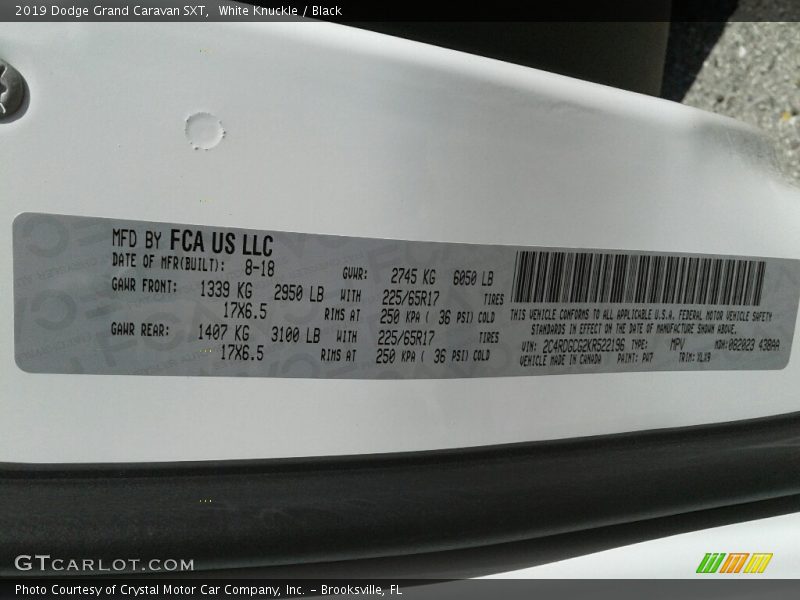 2019 Dodge Grand Caravan SXT, White Knuckle / Black
MFD BY FCA US LLC
DATE OF MFR(BUILT): 8-18 GVWR: 2745 KG 6050 LB
GAWR FRONT: 1339 KG 2950 LB WITH 225/65R17 TIRES
17X6.5 RIMS AT 250 KPA ( 36 PSI) COLD
GAWR REAR: 1407 KG 3100 LB WITH 225/65R17 TIRES
17X6.5 RIMS AT 250 KPA ( 36 PSI) COLD
THIS VEHICLE CONFORMS TO ALL APPLICABLE U.S.A. FEDERAL MOTOR VEHICLE SAFETY
STANDARDS IN EFFECT ON THE DATE OF MANUFACTURE SHOWN ABOVE.
VIN: 2C4RDGCG2KR522196 TYPE: MPV MDH: 082023 438AA
VEHICLE MADE IN CANADA PAINT: PW7 TRIM: VLX9
GTCARLOT.COM
Photo Courtesy of Crystal Motor Car Company, Inc. – Brooksville, FL